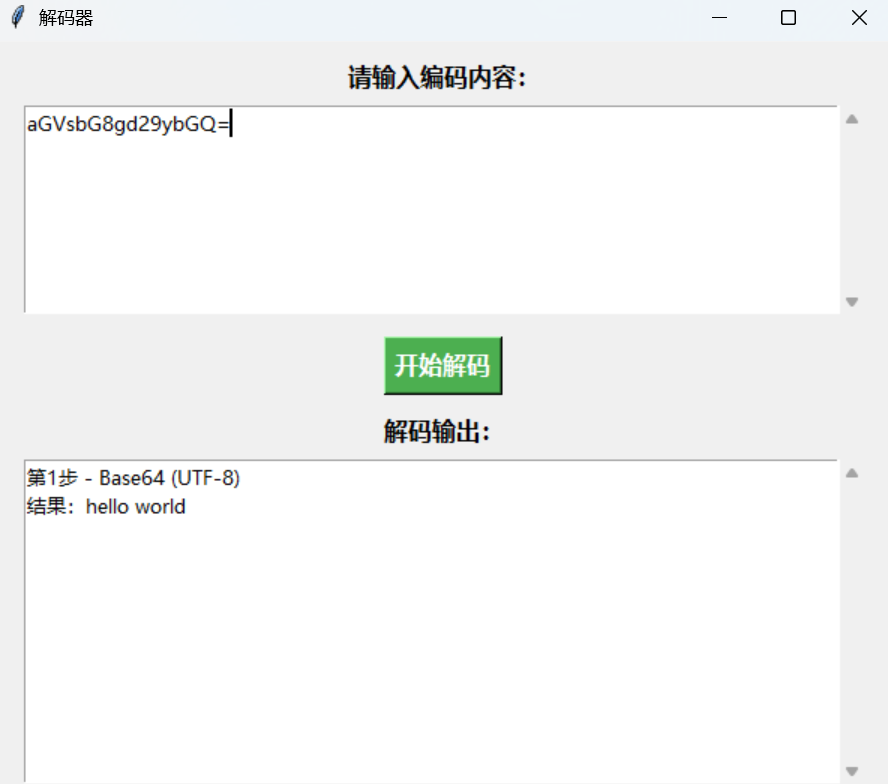 解码器
请输入编码内容：
aGVsbG8gd29ybGQ=
开始解码
解码输出：
第1步 - Base64 (UTF-8)
结果：hello world